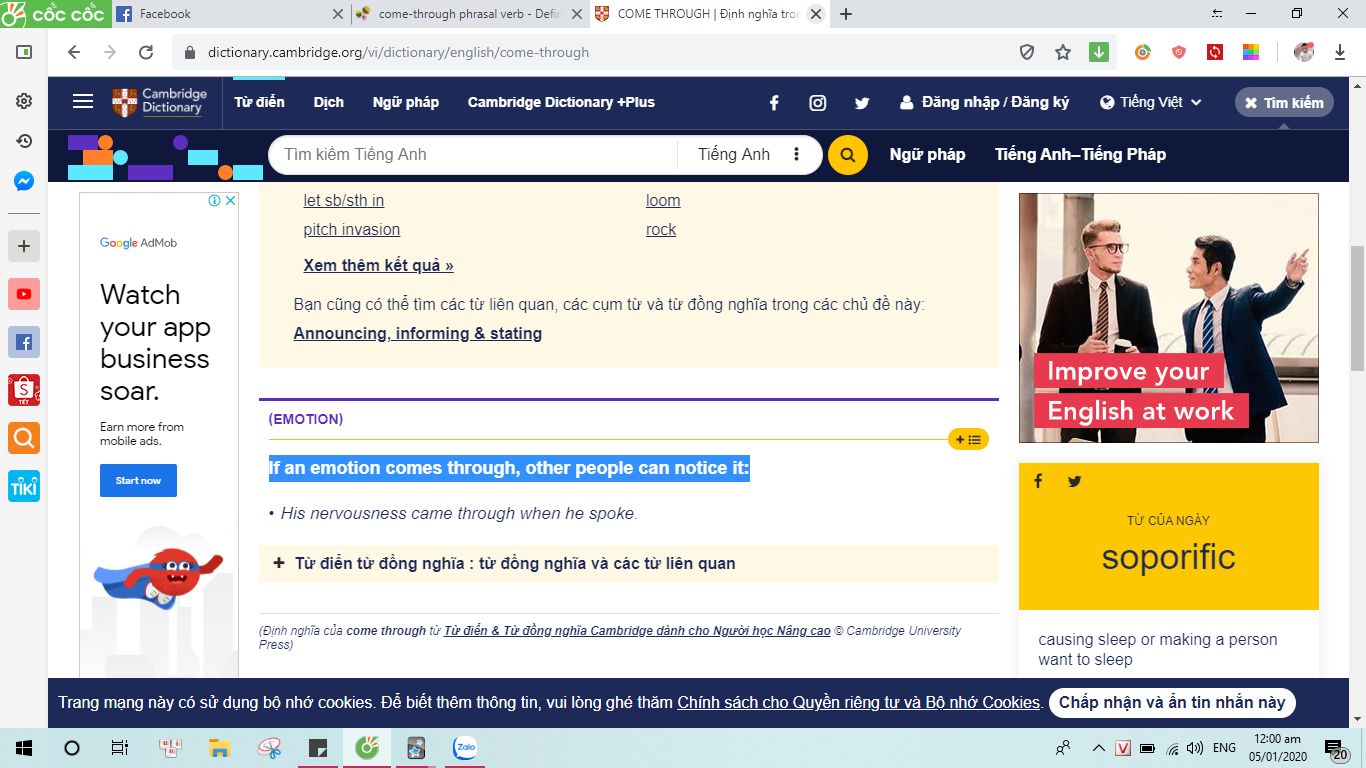 cốc cốc
Facebook
come-through phrasal verb - Defin
COME THROUGH | Định nghĩa tron
dictionary.cambridge.org/vi/dictionary/english/come-through
Cambridge
Dictionary
Từ điển
Dịch
Ngữ pháp
Cambridge Dictionary +Plus
Đăng nhập / Đăng ký
Tiếng Việt
Tìm kiếm
Tìm kiếm Tiếng Anh
Tiếng Anh
Ngữ pháp
Tiếng Anh–Tiếng Pháp
Google AdMob
Watch
your app
business
soar.
Earn more from
mobile ads.
Start now
let sb/sth in
loom
pitch invasion
rock
Xem thêm kết quả »
Bạn cũng có thể tìm các từ liên quan, các cụm từ và từ đồng nghĩa trong các chủ đề này:
Announcing, informing & stating
(EMOTION)
If an emotion comes through, other people can notice it:
• His nervousness came through when he spoke.
+ Từ điển từ đồng nghĩa : từ đồng nghĩa và các từ liên quan
(Định nghĩa của come through từ Từ điển & Từ đồng nghĩa Cambridge dành cho Người học Nâng cao © Cambridge University
Press)
Improve your
English at work
TỪ CỦA NGÀY
soporific
causing sleep or making a person
want to sleep
TẾT
TIKI
Trang mạng này có sử dụng bộ nhớ cookies. Để biết thêm thông tin, vui lòng ghé thăm Chính sách cho Quyền riêng tư và Bộ nhớ Cookies.
Chấp nhận và ẩn tin nhắn này
Zalo
V
ENG
12:00 am
05/01/2020
20